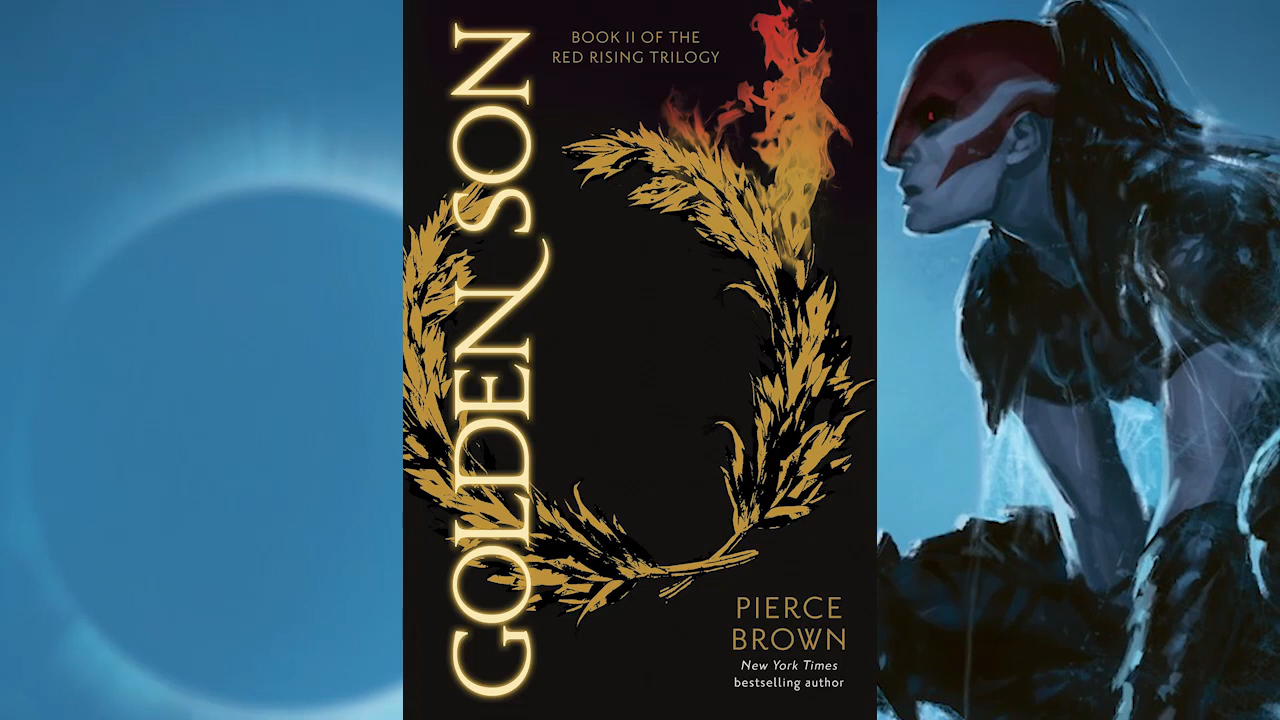 BOOK II OF THE
RED RISING TRILOGY
GOLDEN SON
PIERCE
BROWN
New York Times
bestselling author